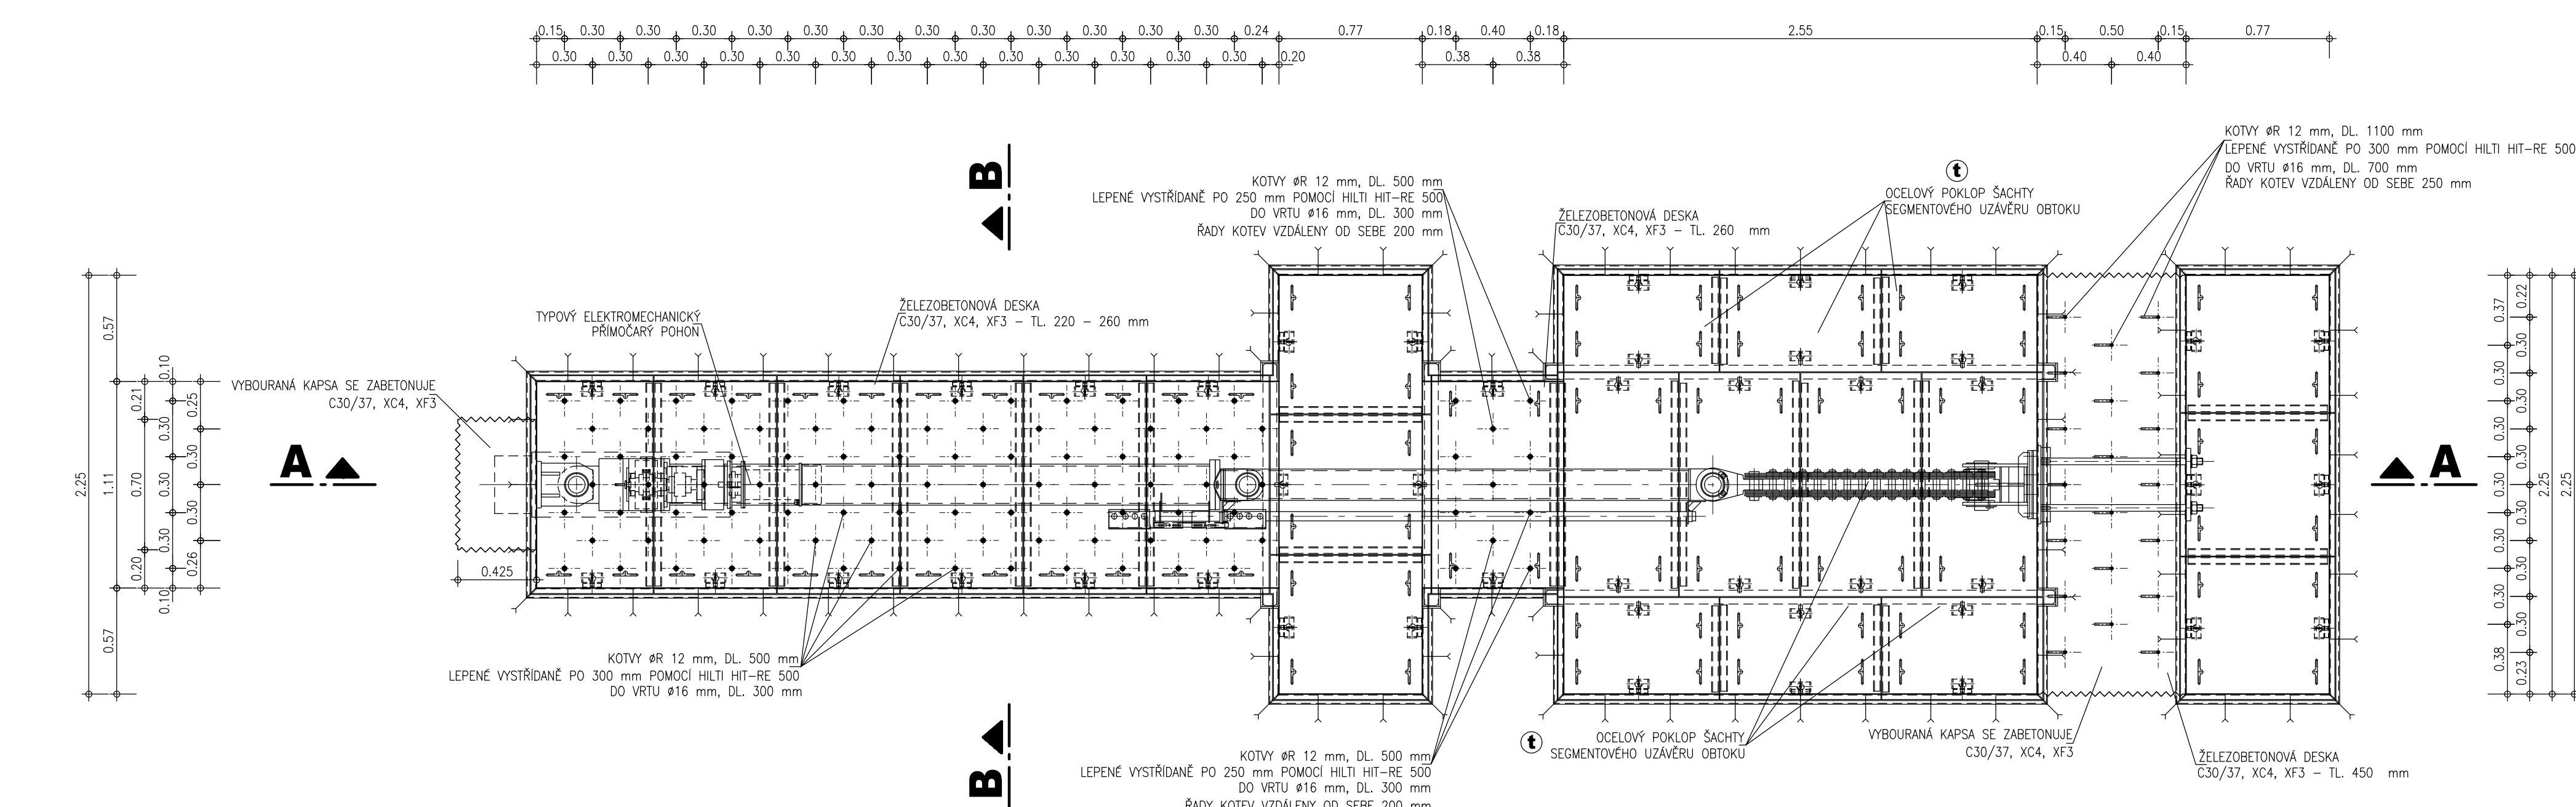 0.15 0.30 0.30 0.30 0.30 0.30 0.30 0.30 0.30 0.30 0.30 0.30 0.30 0.24 0.77 0.18 0.40 0.18 2.55 0.15 0.50 0.15 0.77
0.30 0.30 0.30 0.30 0.30 0.30 0.30 0.30 0.30 0.30 0.30 0.30 0.30 0.20 0.38 0.38 0.40 0.40
KOTVY øR 12 mm, DL. 1100 mm
LEPENÉ VYSTŘÍDANĚ PO 300 mm POMOCÍ HILTI HIT-RE 500
DO VRTU ø16 mm, DL. 700 mm
ŘADY KOTEV VZDÁLENY OD SEBE 250 mm
B
KOTVY øR 12 mm, DL. 500 mm
LEPENÉ VYSTŘÍDANĚ PO 250 mm POMOCÍ HILTI HIT-RE 500
DO VRTU ø16 mm, DL. 300 mm
ŘADY KOTEV VZDÁLENY OD SEBE 200 mm
t
OCELOVÝ POKLOP ŠACHTY
SEGMENTOVÉHO UZÁVĚRU OBTOKU
ŽELEZOBETONOVÁ DESKA
C30/37, XC4, XF3 - TL. 260 mm
ŽELEZOBETONOVÁ DESKA
C30/37, XC4, XF3 - TL. 220 - 260 mm
TYPOVÝ ELEKTROMECHANICKÝ
PŘÍMOČARÝ POHON
VYBOURANÁ KAPSA SE ZABETONUJE
C30/37, XC4, XF3
A
A
2.25
0.57 1.11 0.57
0.21 0.70 0.20
0.10 0.30 0.30 0.30 0.10
0.25 0.30 0.30 0.26
0.425
0.37 0.30 0.30 0.30 0.30 0.30 0.38
0.22 0.30 0.30 0.30 0.30 0.30 0.30 0.23
2.25
2.25
KOTVY øR 12 mm, DL. 500 mm
LEPENÉ VYSTŘÍDANĚ PO 300 mm POMOCÍ HILTI HIT-RE 500
DO VRTU ø16 mm, DL. 300 mm
B
KOTVY øR 12 mm, DL. 500 mm
LEPENÉ VYSTŘÍDANĚ PO 250 mm POMOCÍ HILTI HIT-RE 500
DO VRTU ø16 mm, DL. 300 mm
ŘADY KOTEV VZDÁLENY OD SEBE 200 mm
t
OCELOVÝ POKLOP ŠACHTY
SEGMENTOVÉHO UZÁVĚRU OBTOKU
VYBOURANÁ KAPSA SE ZABETONUJE
C30/37, XC4, XF3
ŽELEZOBETONOVÁ DESKA
C30/37, XC4, XF3 - TL. 450 mm